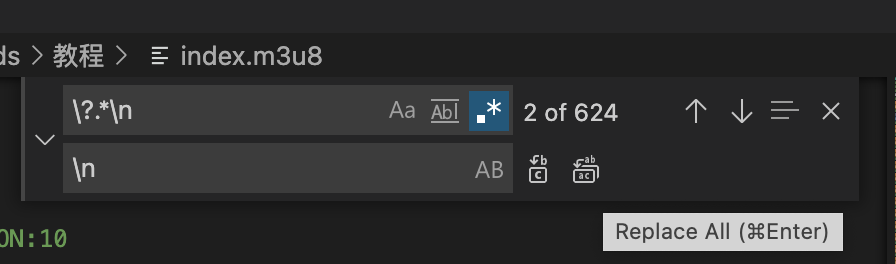 ds > 教程 > index.m3u8
\?.*\n Aa Abl .* 2 of 624
\n AB
ON:10
Replace All (⌘Enter)